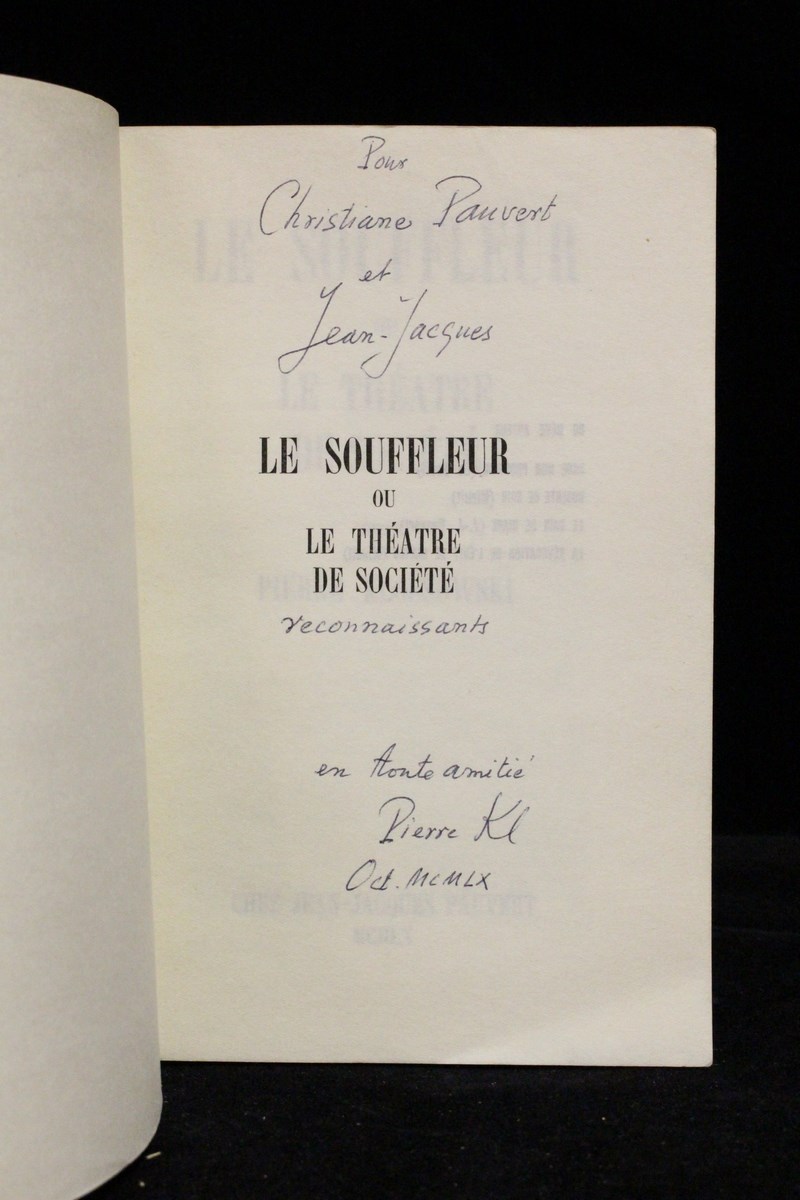 Pour
Christiane Pauvert
et
Jean-Jacques
LE SOUFFLEUR
OU
LE THÉATRE
DE SOCIÉTÉ
reconnaissants
en toute amitié
Pierre Kl
Oct. MCMLX